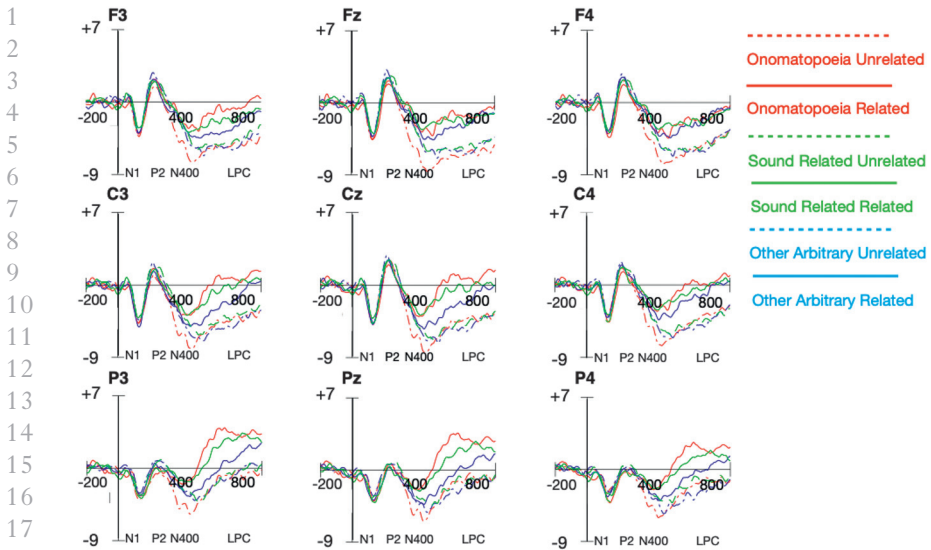 1
2
3
4
5
6
7
8
9
10
11
12
13
14
15
16
17
F3
+7
-200
400
800
-9
N1 P2 N400 LPC
Fz
+7
-200
400
800
-9
N1 P2 N400 LPC
F4
+7
-200
400
800
-9
N1 P2 N400 LPC
C3
+7
-200
400
800
-9
N1 P2 N400 LPC
Cz
+7
-200
400
800
-9
N1 P2 N400 LPC
C4
+7
-200
400
800
-9
N1 P2 N400 LPC
P3
+7
-200
400
800
-9
N1 P2 N400 LPC
Pz
+7
-200
400
800
-9
N1 P2 N400 LPC
P4
+7
-200
400
800
-9
N1 P2 N400 LPC
Onomatopoeia Unrelated
Onomatopoeia Related
Sound Related Unrelated
Sound Related Related
Other Arbitrary Unrelated
Other Arbitrary Related